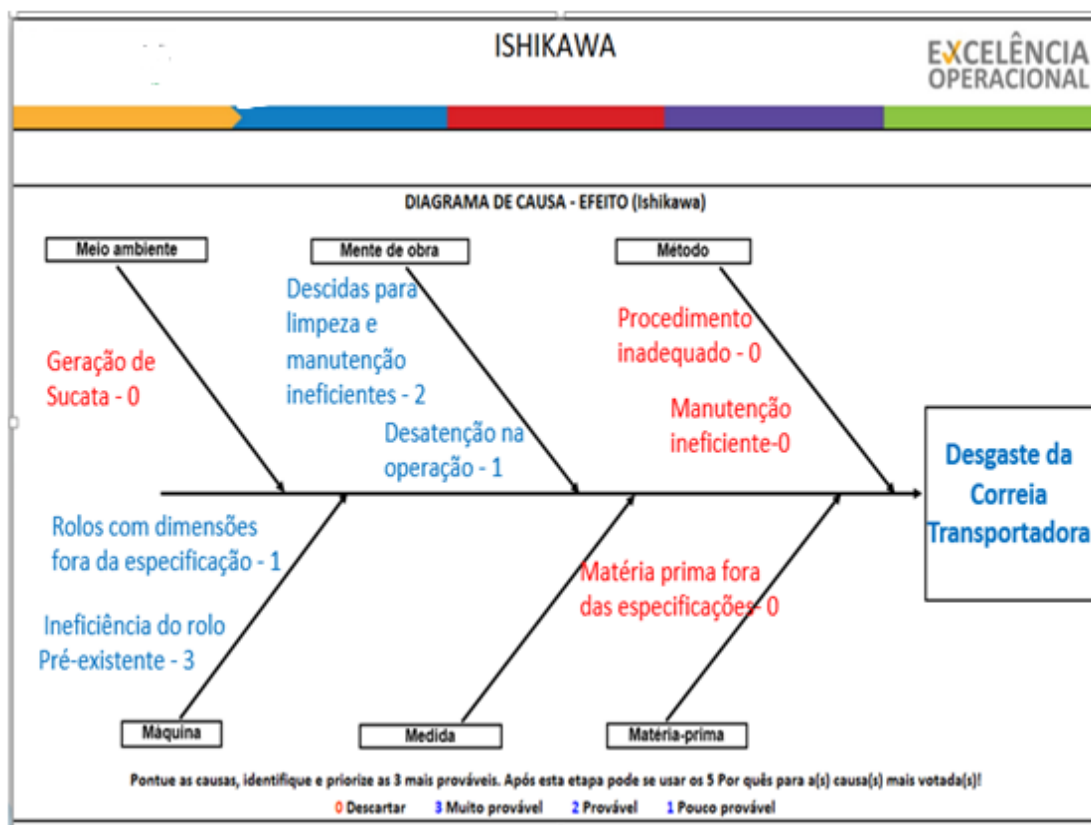 ISHIKAWA
EXCELÊNCIA
OPERACIONAL
DIAGRAMA DE CAUSA - EFEITO (Ishikawa)
Meio ambiente
Mente de obra
Método
Geração de
Sucata - 0
Descidas para
limpeza e
manutenção
ineficientes - 2
Desatenção na
operação - 1
Procedimento
inadequado - 0
Manutenção
ineficiente-0
Desgaste da
Correia
Transportadora
Rolos com dimensões
fora da especificação - 1
Ineficiência do rolo
Pré-existente - 3
Matéria prima fora
das especificações- 0
Máquina
Medida
Matéria-prima
Pontue as causas, identifique e priorize as 3 mais prováveis. Após esta etapa pode se usar os 5 Por quês para a(s) causa(s) mais votada(s)!
0 Descartar 3 Muito provável 2 Provável 1 Pouco provável